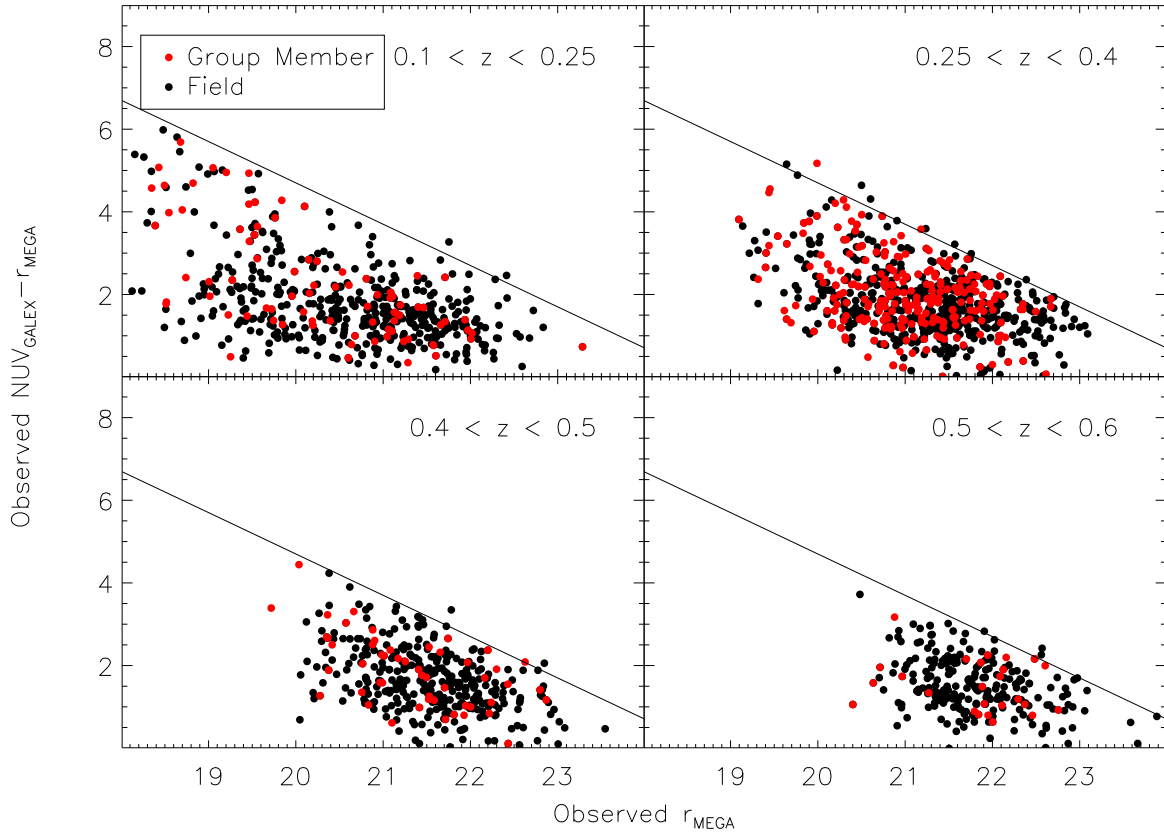 Group Member
Field
0.1 < z < 0.25
0.25 < z < 0.4
0.4 < z < 0.5
0.5 < z < 0.6
8
6
4
2
8
6
4
2
19 20 21 22 23
19 20 21 22 23
Observed NUV_GALEX−r_MEGA
Observed r_MEGA